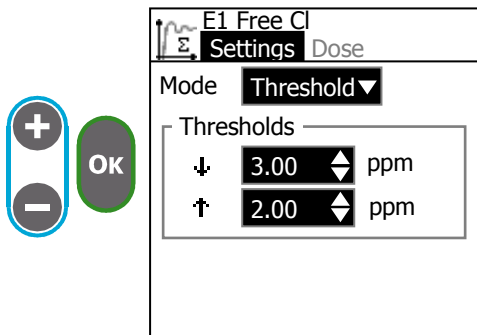 E1 Free Cl
Σ Settings Dose
Mode Threshold
Thresholds
+ OK
3.00 ppm
2.00 ppm
−